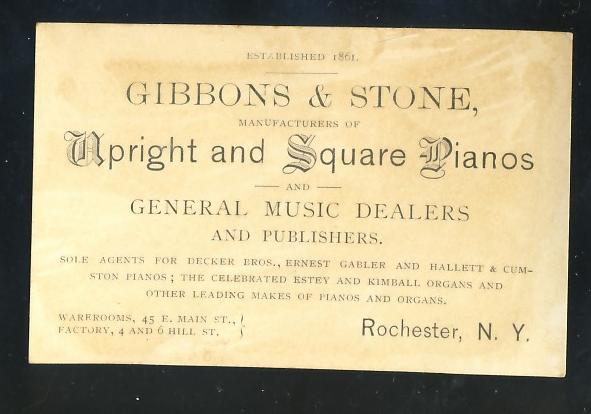 ESTABLISHED 1861.
GIBBONS & STONE,
MANUFACTURERS OF
Upright and Square Pianos
AND
GENERAL MUSIC DEALERS
AND PUBLISHERS.
SOLE AGENTS FOR DECKER BROS., ERNEST GABLER AND HALLETT & CUM-
STON PIANOS; THE CELEBRATED ESTEY AND KIMBALL ORGANS AND
OTHER LEADING MAKES OF PIANOS AND ORGANS.
WAREROOMS, 45 E. MAIN ST.,
FACTORY, 4 AND 6 HILL ST.
Rochester, N. Y.